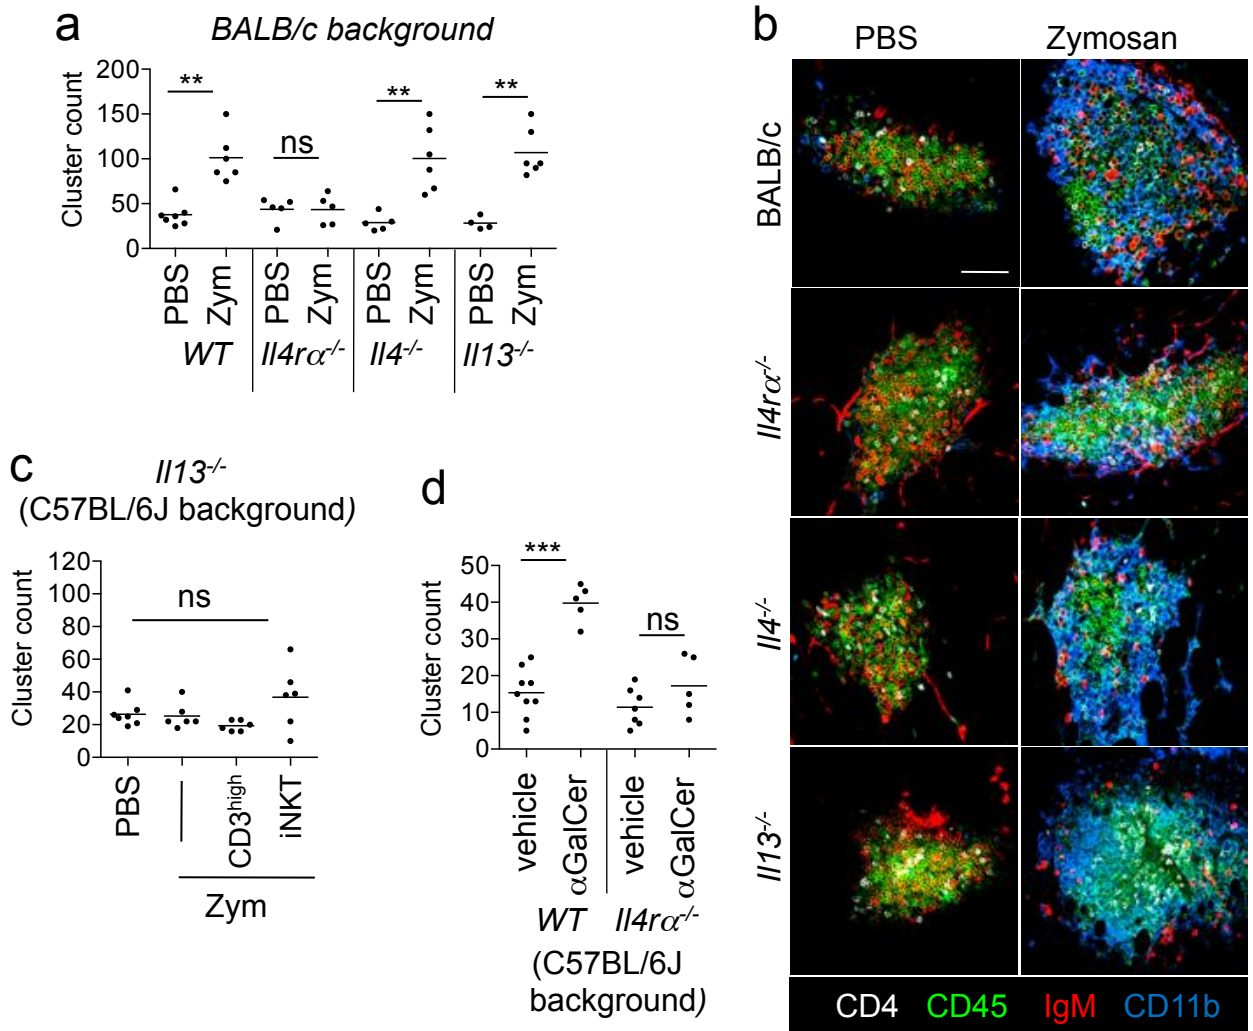 a
BALB/c background
Cluster count
200
150
100
50
0
**
ns
**
**
PBS
Zym
PBS
Zym
PBS
Zym
PBS
Zym
WT
Il4rα-/-
Il4-/-
Il13-/-
b
PBS
Zymosan
BALB/c
Il4rα-/-
Il4-/-
Il13-/-
CD4 CD45 IgM CD11b
c
Il13-/-
(C57BL/6J background)
Cluster count
120
100
80
60
40
20
0
ns
PBS
CD3high
iNKT
Zym
d
Cluster count
50
40
30
20
10
0
***
ns
vehicle
αGalCer
vehicle
αGalCer
WT
Il4rα-/-
(C57BL/6J
background)